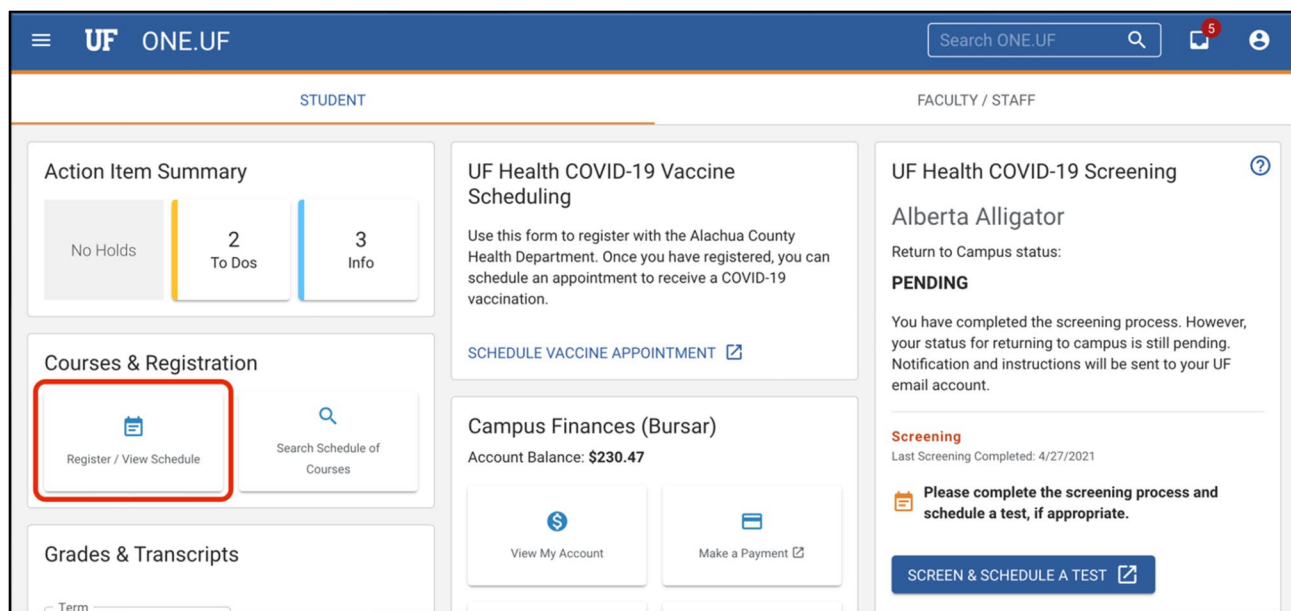 UF ONE.UF
Search ONE.UF
5
STUDENT
FACULTY / STAFF
Action Item Summary
No Holds
2
To Dos
3
Info
Courses & Registration
Register / View Schedule
Search Schedule of
Courses
Grades & Transcripts
Term
UF Health COVID-19 Vaccine
Scheduling
Use this form to register with the Alachua County
Health Department. Once you have registered, you can
schedule an appointment to receive a COVID-19
vaccination.
SCHEDULE VACCINE APPOINTMENT
Campus Finances (Bursar)
Account Balance: $230.47
View My Account
Make a Payment
UF Health COVID-19 Screening
Alberta Alligator
Return to Campus status:
PENDING
You have completed the screening process. However,
your status for returning to campus is still pending.
Notification and instructions will be sent to your UF
email account.
Screening
Last Screening Completed: 4/27/2021
Please complete the screening process and
schedule a test, if appropriate.
SCREEN & SCHEDULE A TEST